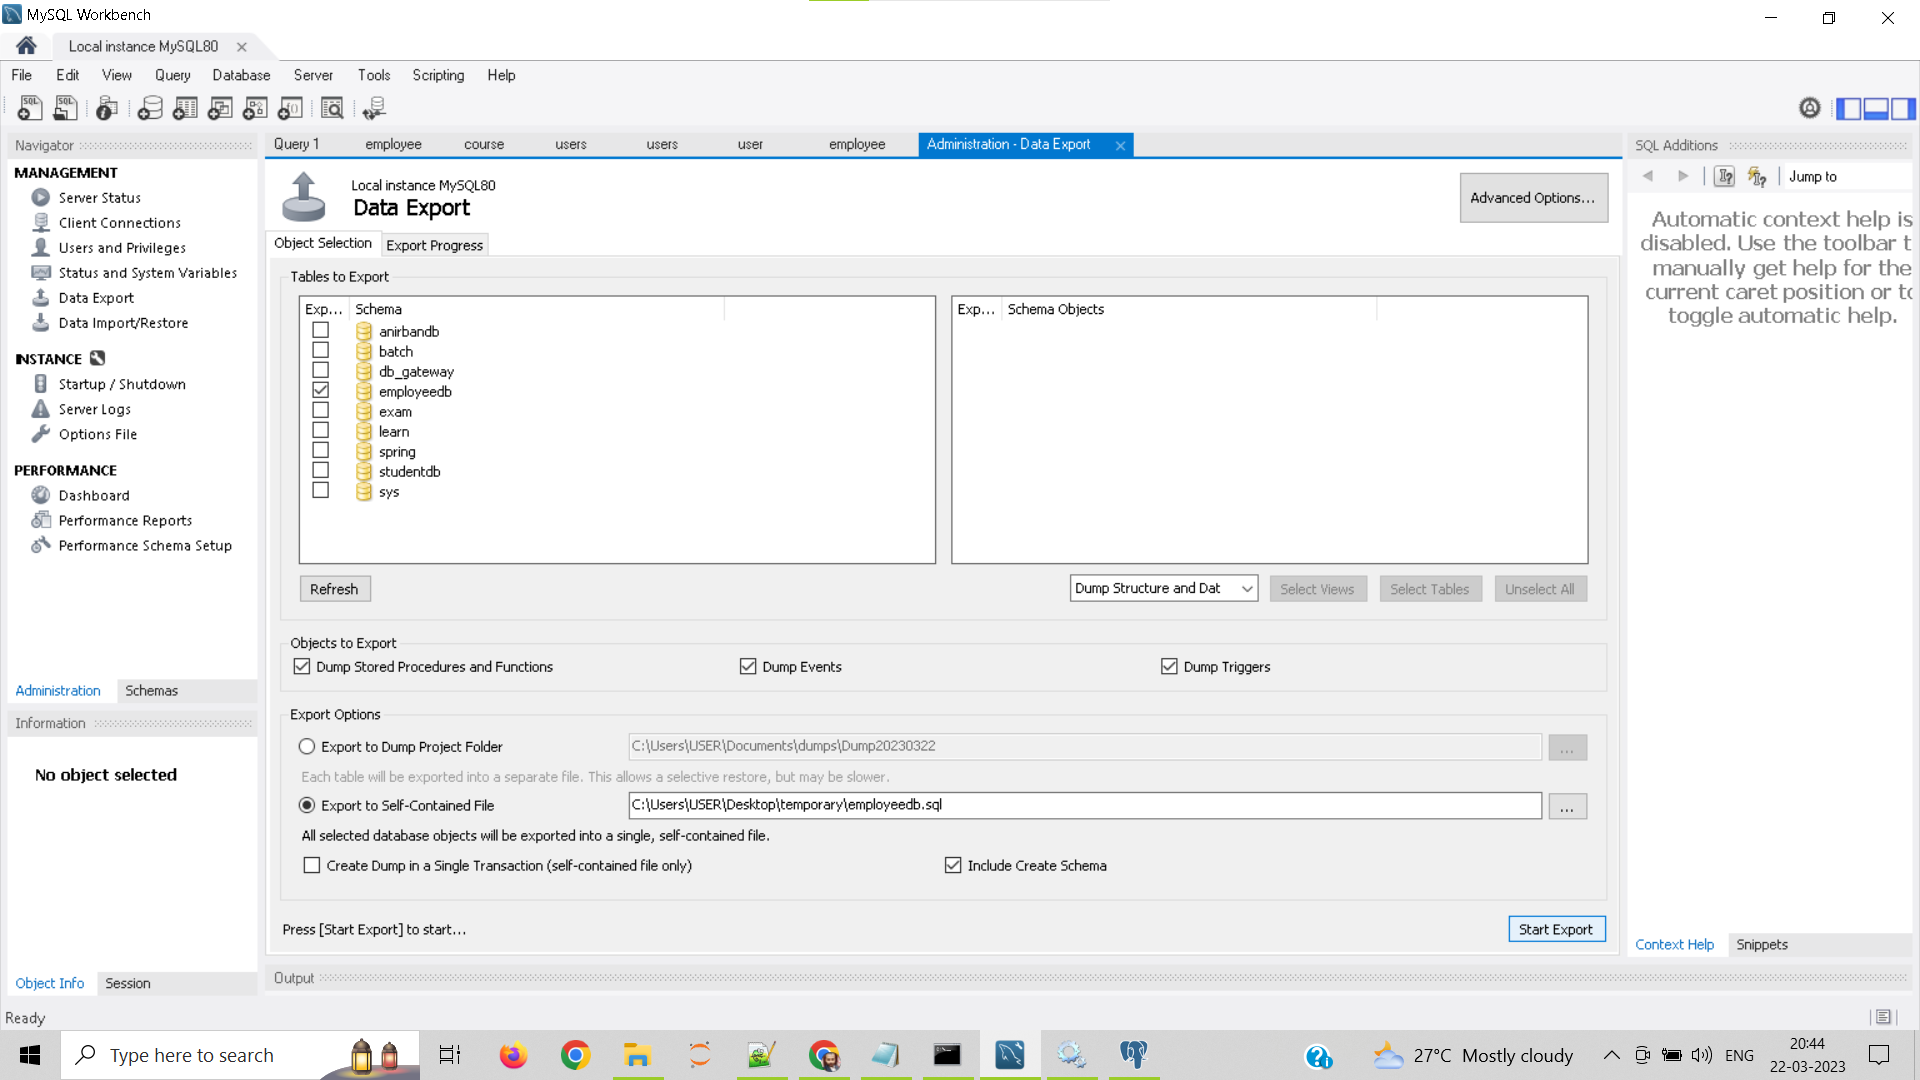 MySQL Workbench
Local instance MySQL80
File Edit View Query Database Server Tools Scripting Help
Navigator
MANAGEMENT
Server Status
Client Connections
Users and Privileges
Status and System Variables
Data Export
Data Import/Restore
INSTANCE
Startup / Shutdown
Server Logs
Options File
PERFORMANCE
Dashboard
Performance Reports
Performance Schema Setup
Administration Schemas
Information
No object selected
Object Info Session
Query 1 employee course users users user employee Administration - Data Export
Local instance MySQL80
Data Export
Advanced Options...
Object Selection Export Progress
Tables to Export
Exp... Schema
anirbandb
batch
db_gateway
employeedb
exam
learn
spring
studentdb
sys
Exp... Schema Objects
Refresh Dump Structure and Dat Select Views Select Tables Unselect All
Objects to Export
Dump Stored Procedures and Functions Dump Events Dump Triggers
Export Options
Export to Dump Project Folder C:\Users\USER\Documents\dumps\Dump20230322 ...
Each table will be exported into a separate file. This allows a selective restore, but may be slower.
Export to Self-Contained File C:\Users\USER\Desktop\temporary\employeedb.sql ...
All selected database objects will be exported into a single, self-contained file.
Create Dump in a Single Transaction (self-contained file only) Include Create Schema
Press [Start Export] to start... Start Export
Output
SQL Additions
Jump to
Automatic context help is
disabled. Use the toolbar t
manually get help for the
current caret position or to
toggle automatic help.
Context Help Snippets
Ready
Type here to search
27°C Mostly cloudy ENG
20:44
22-03-2023